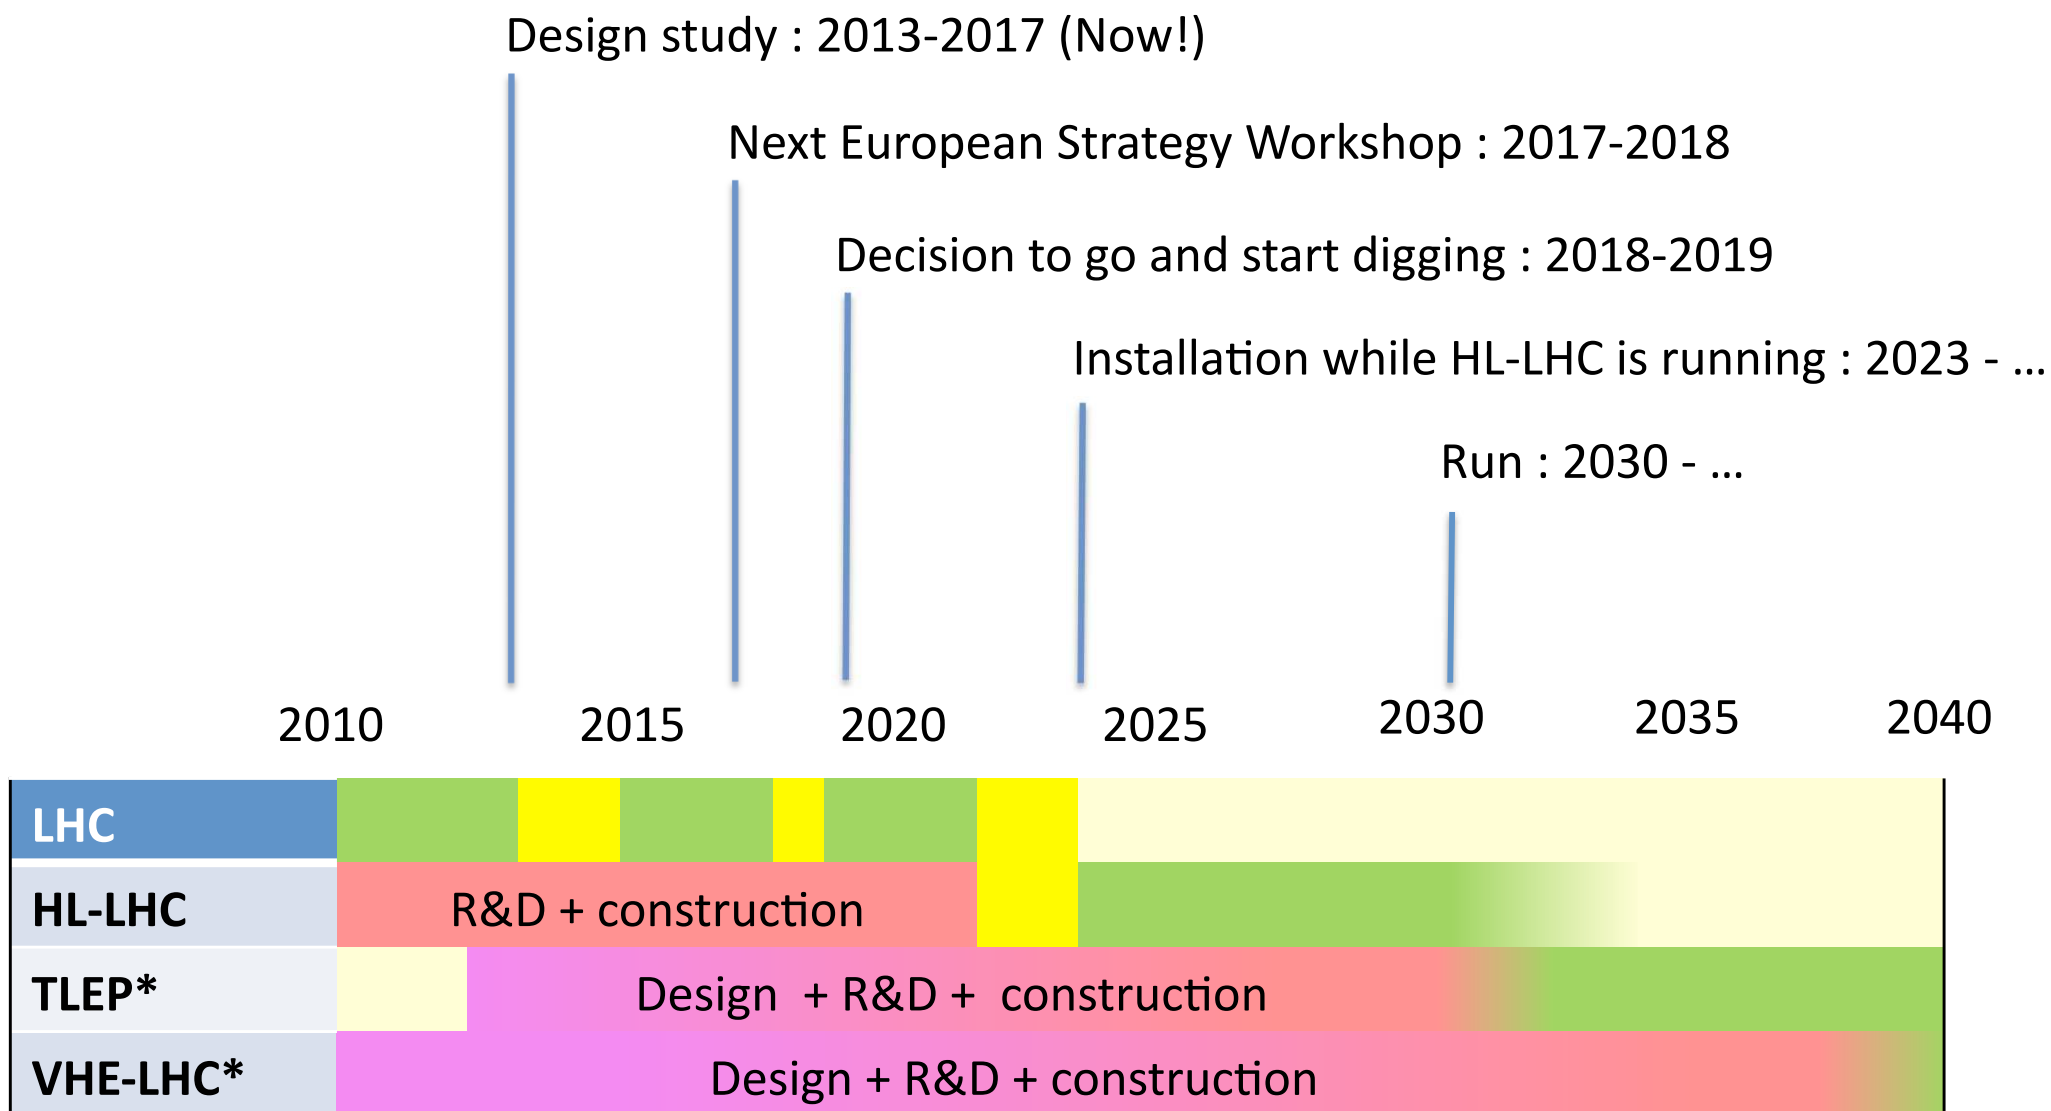 Design study : 2013-2017 (Now!)
Next European Strategy Workshop : 2017-2018
Decision to go and start digging : 2018-2019
Installation while HL-LHC is running : 2023 - ...
Run : 2030 - ...
2010 2015 2020 2025 2030 2035 2040
LHC
HL-LHC R&D + construction
TLEP* Design + R&D + construction
VHE-LHC* Design + R&D + construction